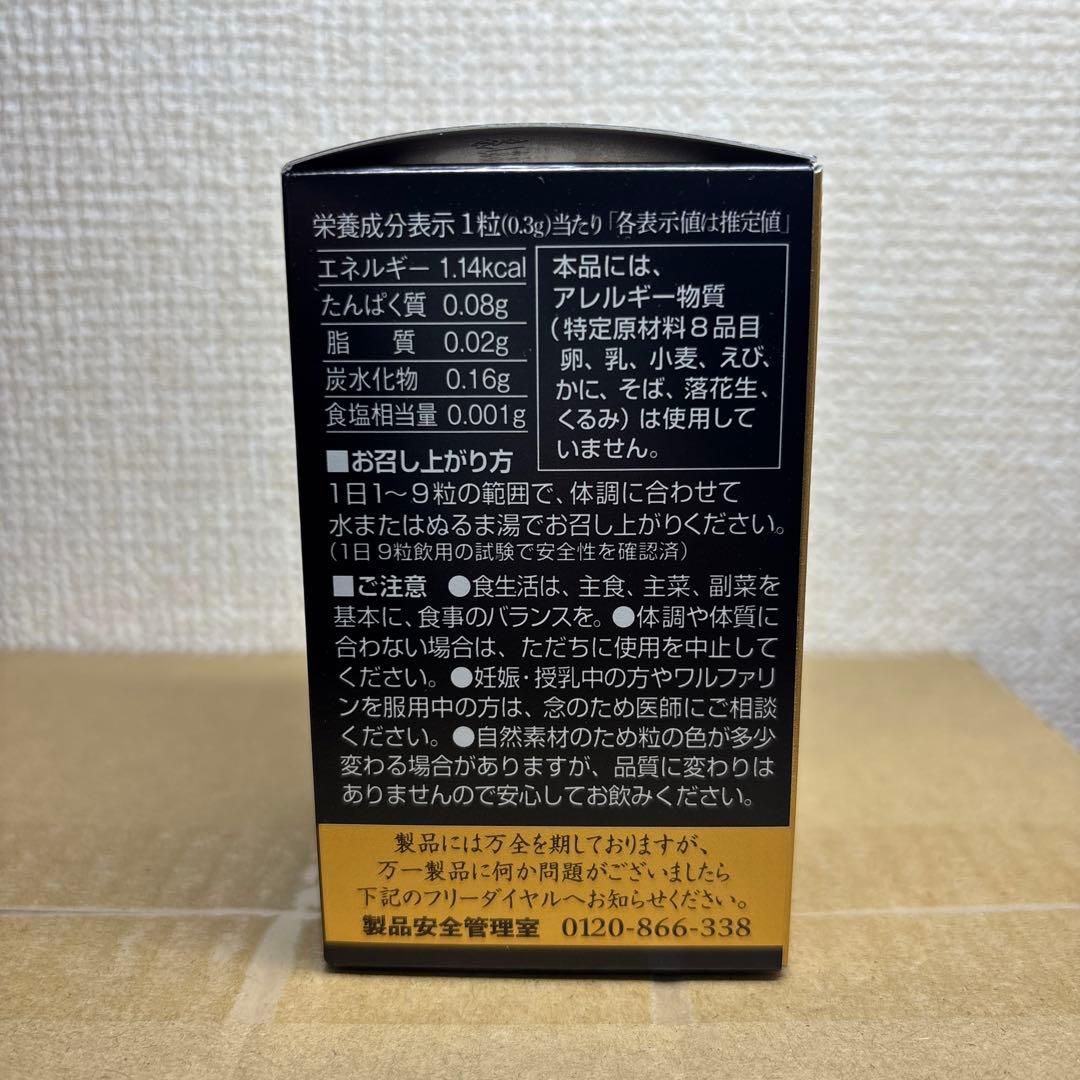 栄養成分表示 1粒(0.3g)当たり「各表示値は推定値」
エネルギー 1.14kcal
たんぱく質 0.08g
脂 質 0.02g
炭水化物 0.16g
食塩相当量 0.001g
本品には、
アレルギー物質
(特定原材料8品目
卵、乳、小麦、えび、
かに、そば、落花生、
くるみ)は使用して
いません。
■お召し上がり方
1日1〜9粒の範囲で、体調に合わせて
水またはぬるま湯でお召し上がりください。
(1日9粒飲用の試験で安全性を確認済)
■ご注意 ●食生活は、主食、主菜、副菜を
基本に、食事のバランスを。●体調や体質に
合わない場合は、ただちに使用を中止して
ください。●妊娠・授乳中の方やワルファリ
ンを服用中の方は、念のため医師にご相談
ください。●自然素材のため粒の色が多少
変わる場合がありますが、品質に変わりは
ありませんので安心してお飲みください。
製品には万全を期しておりますが、
万一製品に何か問題がございましたら
下記のフリーダイヤルへお知らせください。
製品安全管理室 0120-866-338